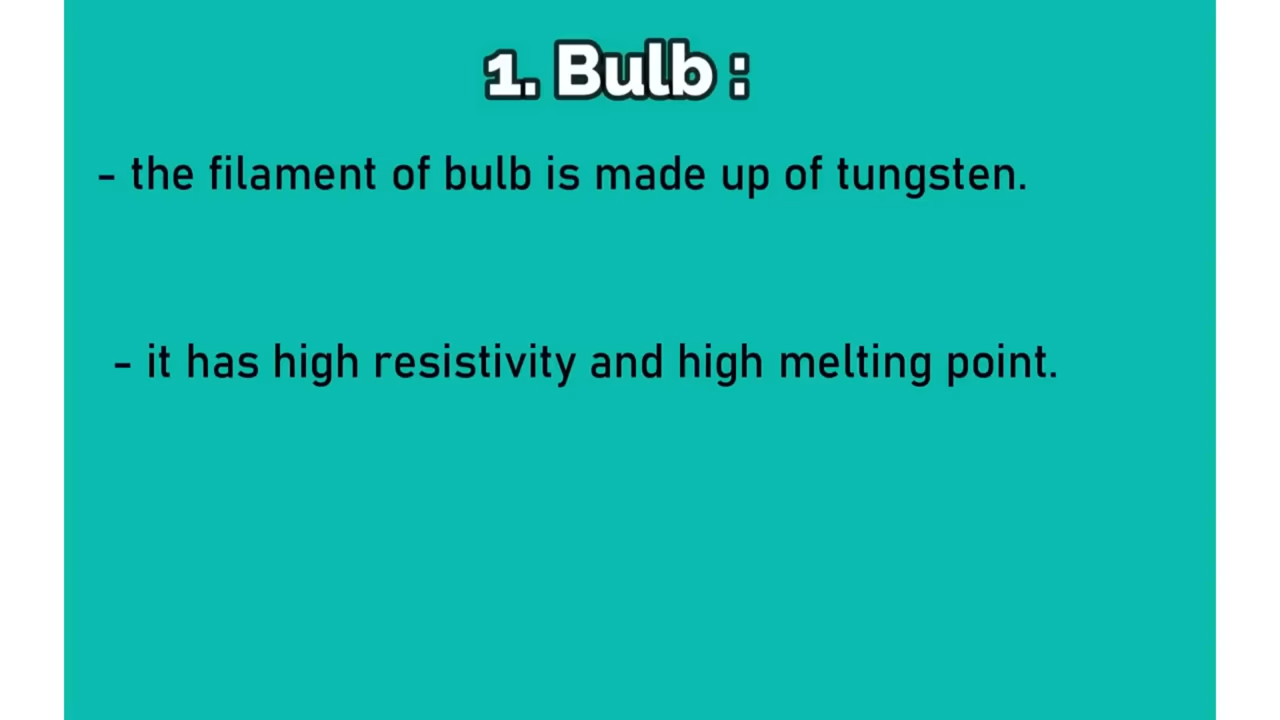 1. Bulb :
- the filament of bulb is made up of tungsten.
- it has high resistivity and high melting point.